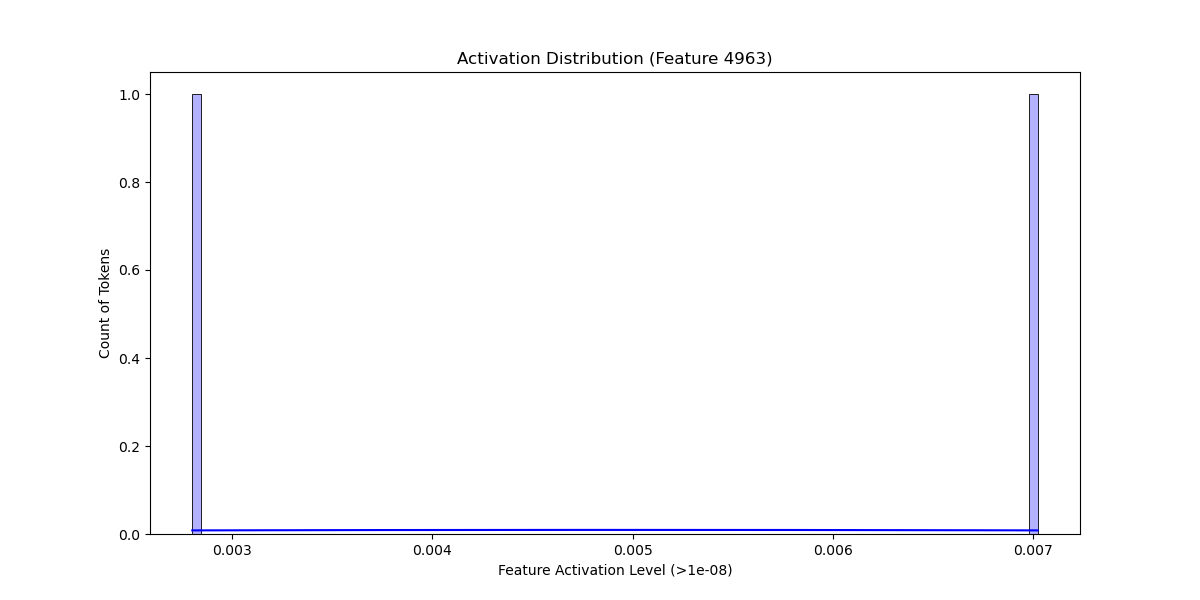 Activation Distribution (Feature 4963)
Count of Tokens
1.0
0.8
0.6
0.4
0.2
0.0
0.003 0.004 0.005 0.006 0.007
Feature Activation Level (>1e-08)